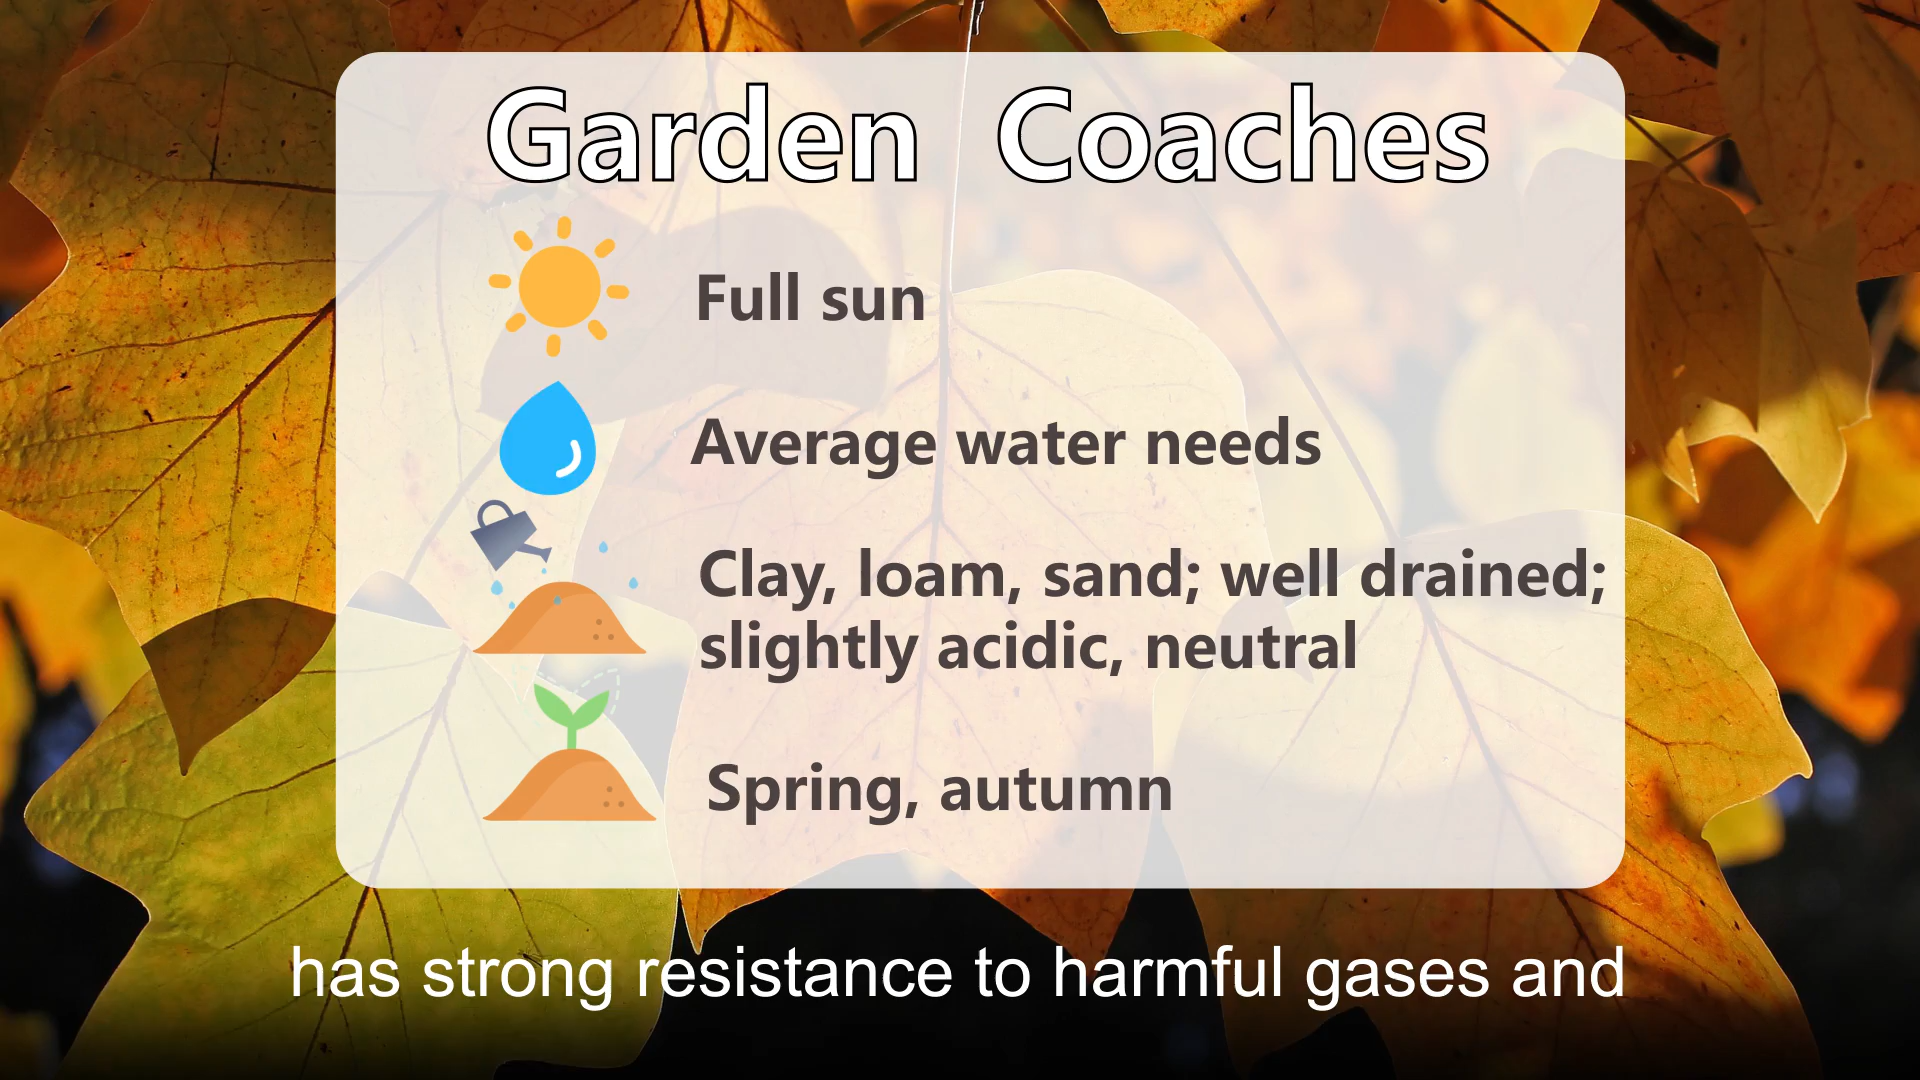 Garden Coaches
Full sun
Average water needs
Clay, loam, sand; well drained;
slightly acidic, neutral
Spring, autumn
has strong resistance to harmful gases and